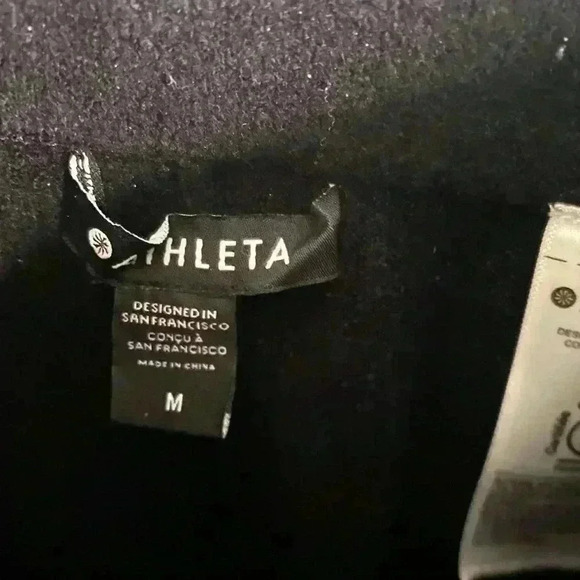 ATHLETA
DESIGNED IN
SAN FRANCISCO
CONÇU À
SAN FRANCISCO
MADE IN CHINA
M